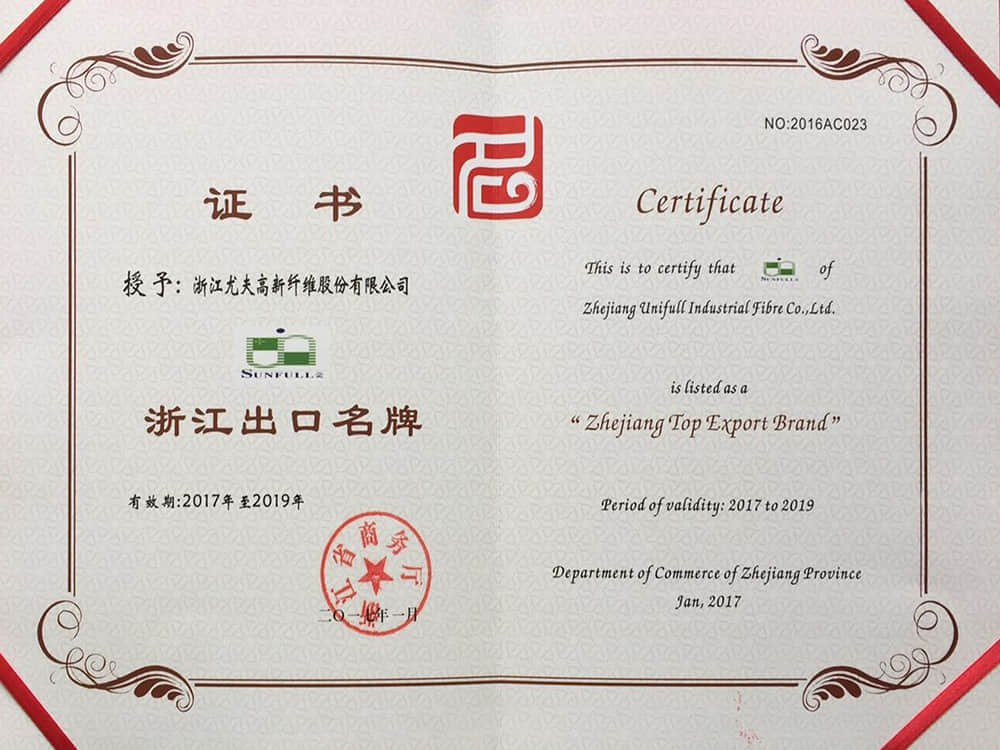 证 书
授予: 浙江尤夫高新纤维股份有限公司
SUNFULL
浙江出口名牌
有效期:2017年至2019年
浙江省商务厅
二〇一七年一月
NO:2016AC023
Certificate
This is to certify that SUNFULL of
Zhejiang Unifull Industrial Fibre Co.,Ltd.
is listed as a
“Zhejiang Top Export Brand”
Period of validity: 2017 to 2019
Department of Commerce of Zhejiang Province
Jan, 2017